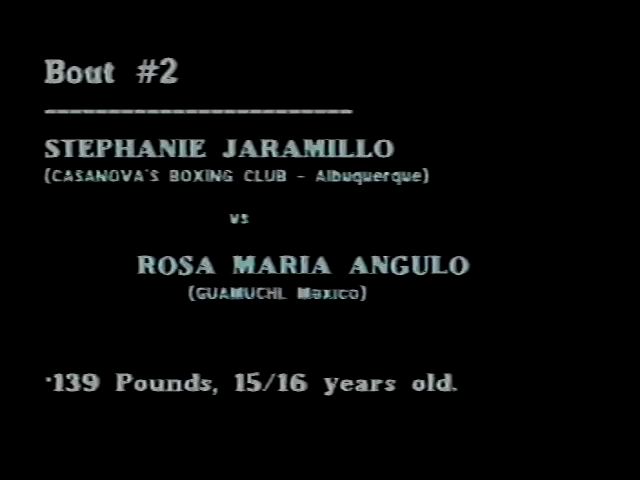 Bout #2
STEPHANIE JARAMILLO
(CASANOVA'S BOXING CLUB - Albuquerque)
vs
ROSA MARIA ANGULO
(GUAMUCHL Mexico)
·139 Pounds, 15/16 years old.